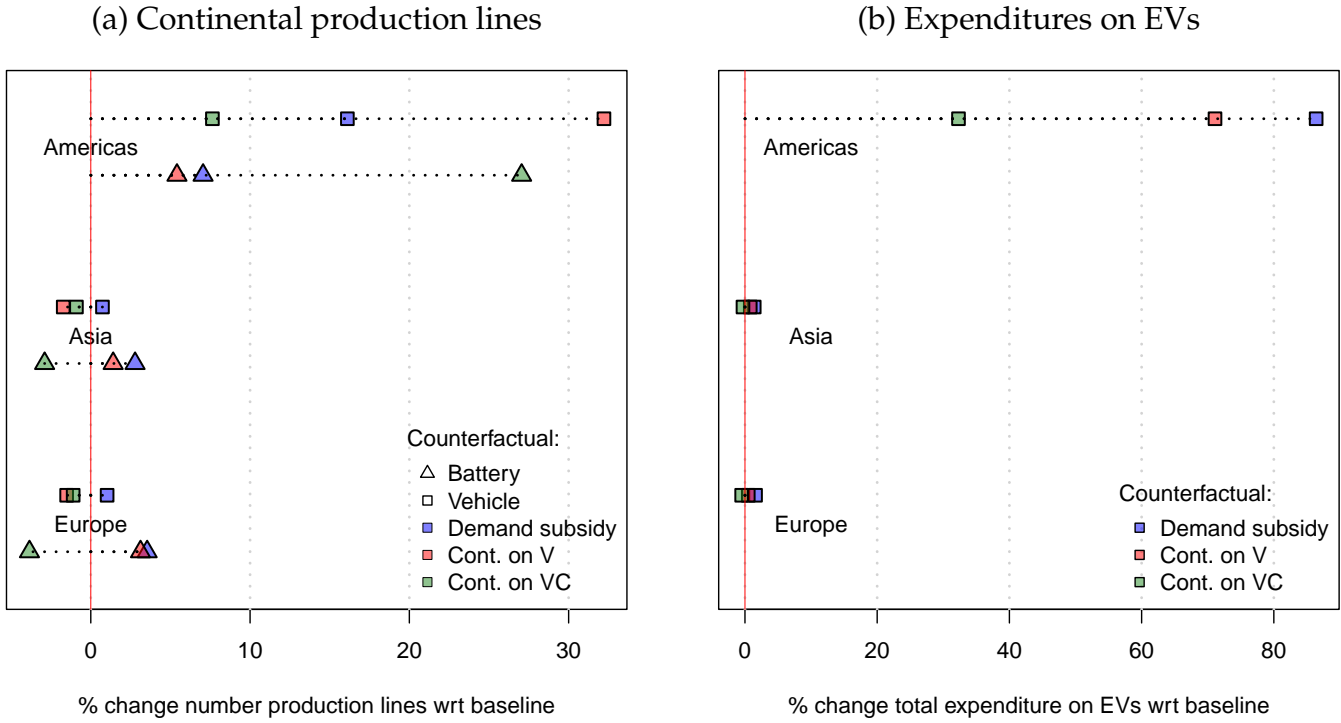 (a) Continental production lines
Americas
Asia
Europe
Counterfactual:
Battery
Vehicle
Demand subsidy
Cont. on V
Cont. on VC
0 10 20 30
% change number production lines wrt baseline
(b) Expenditures on EVs
Americas
Asia
Europe
Counterfactual:
Demand subsidy
Cont. on V
Cont. on VC
0 20 40 60 80
% change total expenditure on EVs wrt baseline